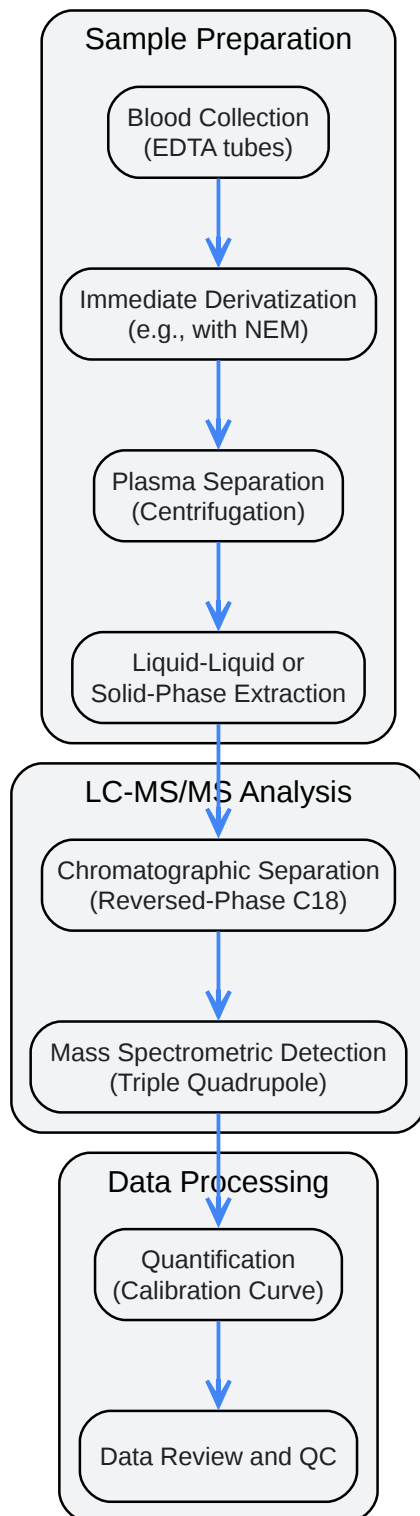 Sample Preparation
Blood Collection
(EDTA tubes)
Immediate Derivatization
(e.g., with NEM)
Plasma Separation
(Centrifugation)
Liquid-Liquid or
Solid-Phase Extraction
LC-MS/MS Analysis
Chromatographic Separation
(Reversed-Phase C18)
Mass Spectrometric Detection
(Triple Quadrupole)
Data Processing
Quantification
(Calibration Curve)
Data Review and QC